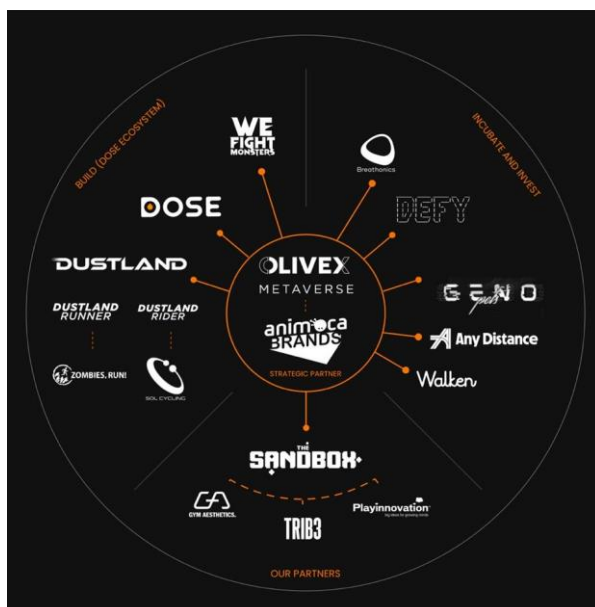 BUILD (DOSE ECOSYSTEM)
INCUBATE AND INVEST
WE
FIGHT
MONSTERS
Breathonics
DOSE
DEFY
OLIVEX
METAVERSE
DUSTLAND
GENO
pets
DUSTLAND
RUNNER
DUSTLAND
RIDER
animoca
BRANDS
STRATEGIC PARTNER
Any Distance
Walken
ZOMBIES, RUN!
SOL CYCLING
THE
SANDBOX
GYM AESTHETICS.
TRIB3
Playinnovation
OUR PARTNERS